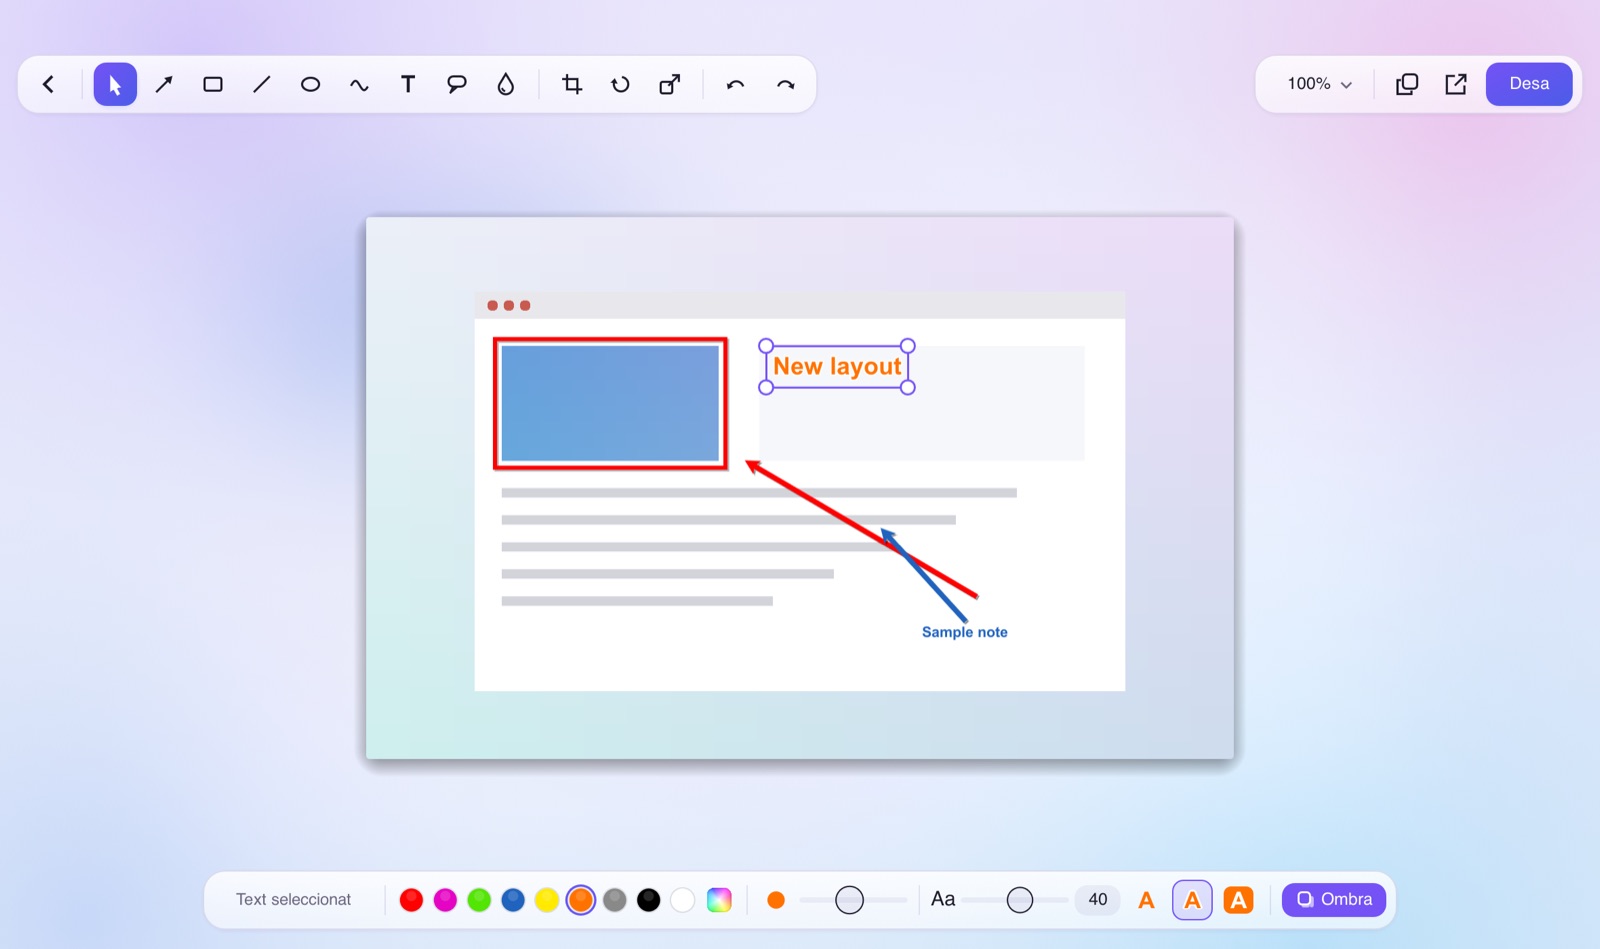 100%
Desa
New layout
Sample note
Text seleccionat
Aa
40
A
A
A
Ombra